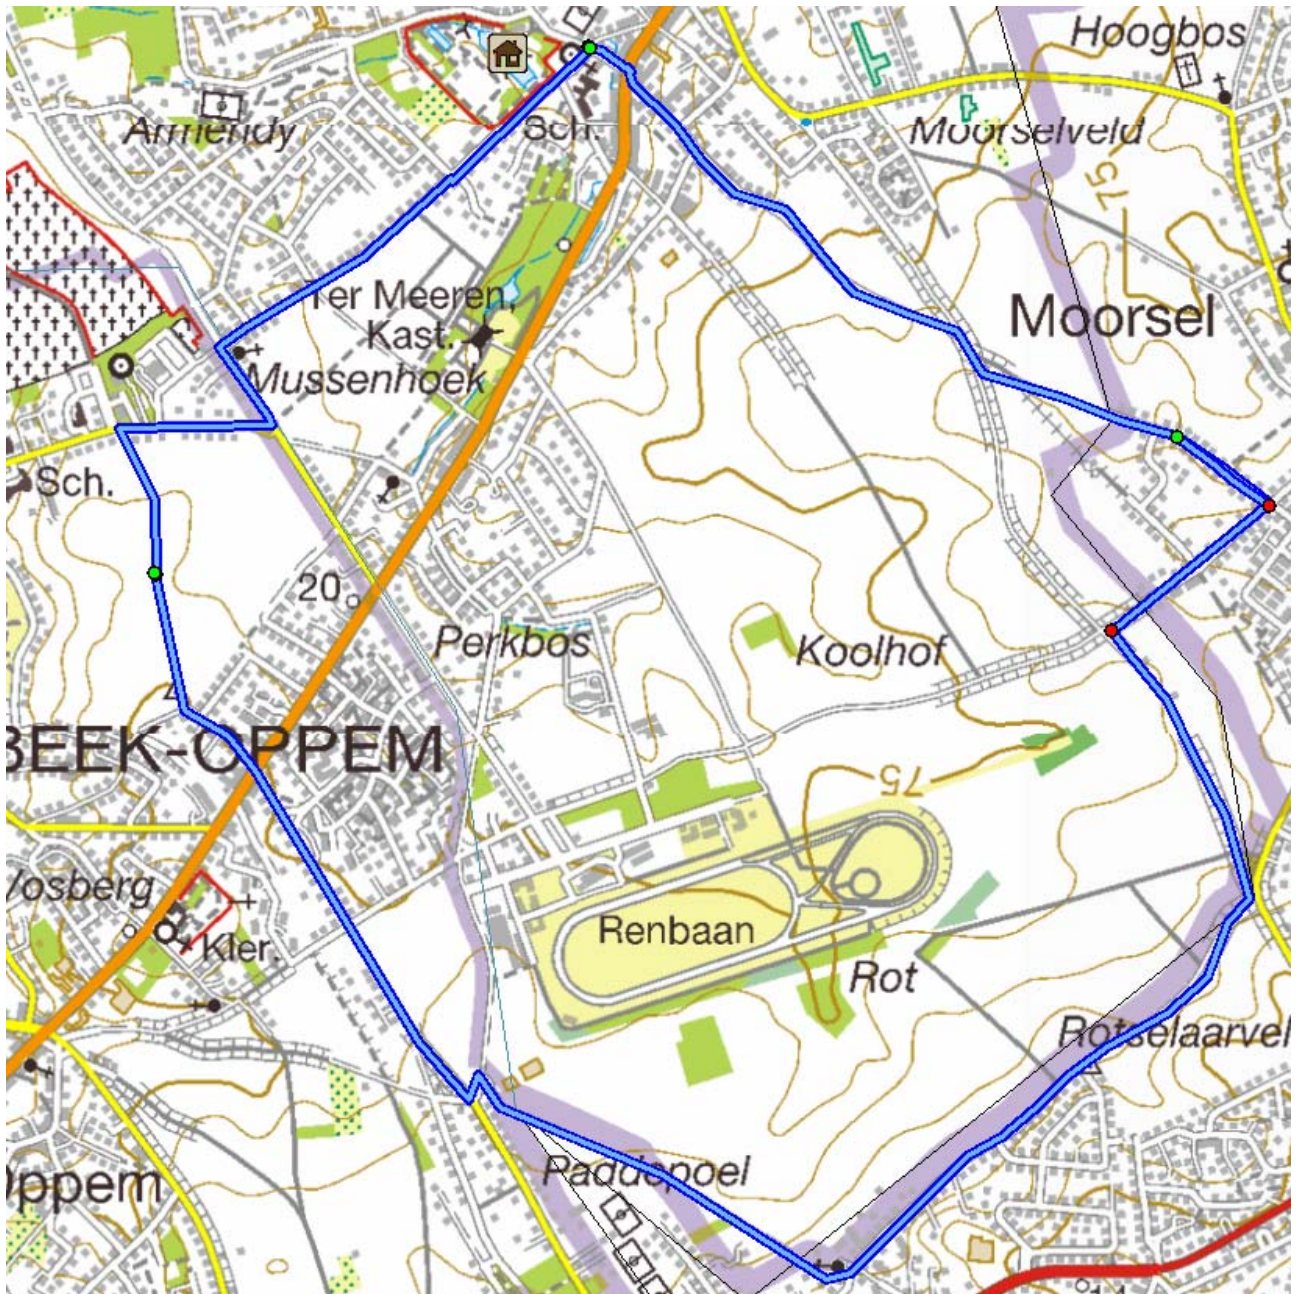 Hoogbos
Armendy
Sch.
Moorselveld
75
Ter Meeren,
Kast.
Moorsel
Mussenhoek
Sch.
20
Perkbos
Koolhof
BEEK-OPPEM
75
Vosberg
Kler.
Renbaan
Rot
Rotselaarvel
Oppem
Paddepoel